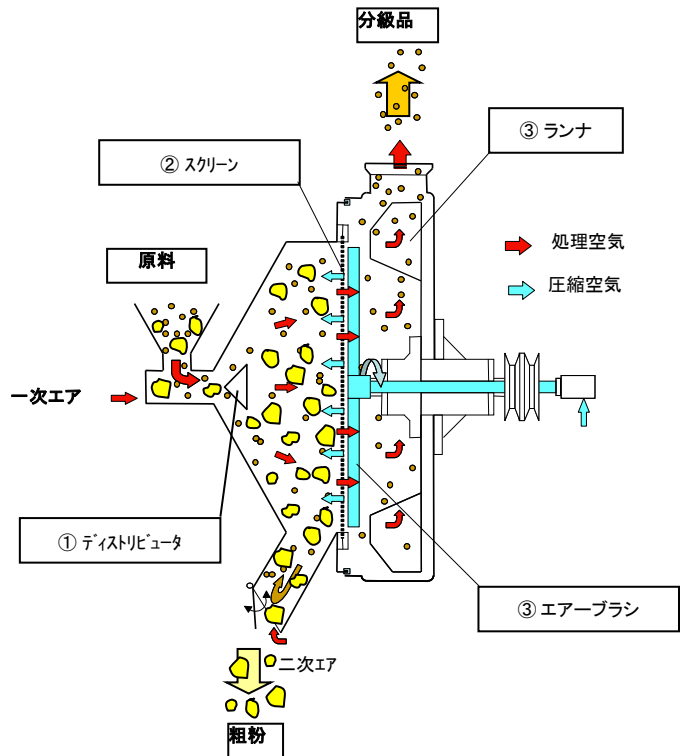 分級品
③ ランナ
② スクリーン
処理空気
原料
圧縮空気
一次エア
① ディストリビュータ
③ エアーブラシ
二次エア
粗粉